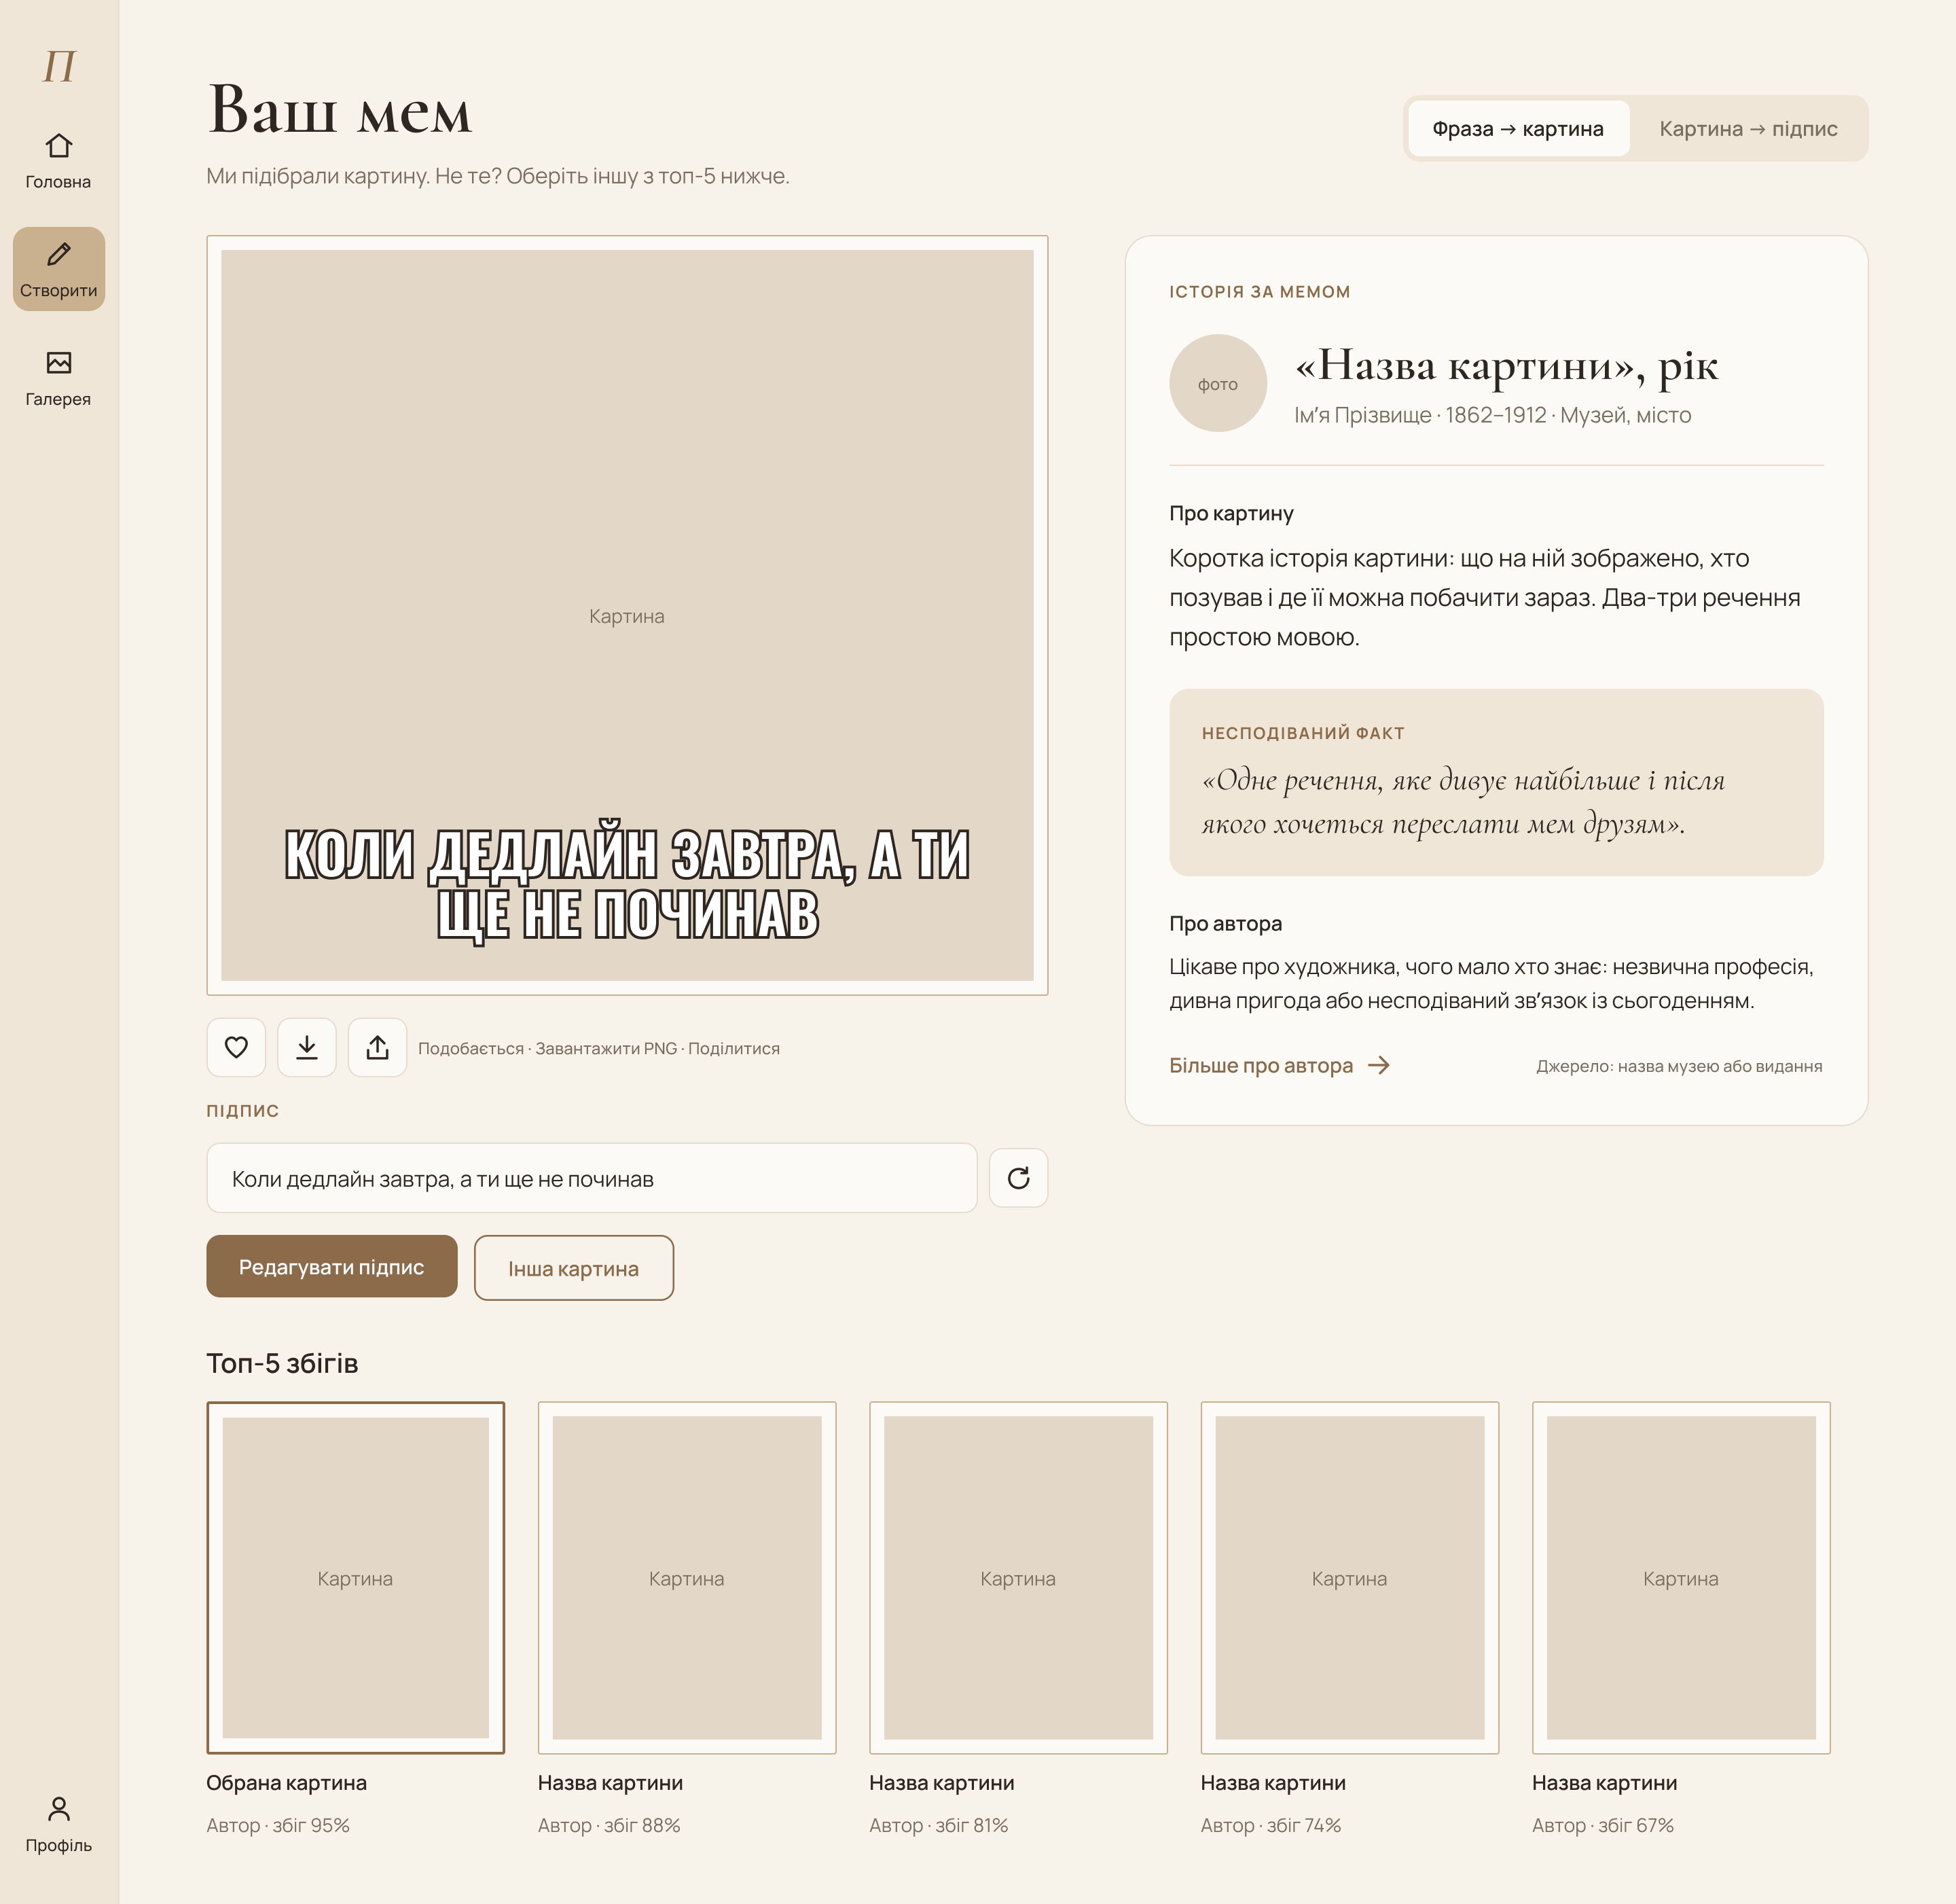 П
Головна
Створити
Галерея
Профіль
Ваш мем
Ми підібрали картину. Не те? Оберіть іншу з топ-5 нижче.
Фраза → картина
Картина → підпис
Картина
КОЛИ ДЕДЛАЙН ЗАВТРА, А ТИ
ЩЕ НЕ ПОЧИНАВ
Подобається · Завантажити PNG · Поділитися
ПІДПИС
Коли дедлайн завтра, а ти ще не починав
Редагувати підпис
Інша картина
ІСТОРІЯ ЗА МЕМОМ
фото
«Назва картини», рік
Ім′я Прізвище · 1862–1912 · Музей, місто
Про картину
Коротка історія картини: що на ній зображено, хто
позував і де її можна побачити зараз. Два-три речення
простою мовою.
НЕСПОДІВАНИЙ ФАКТ
«Одне речення, яке дивує найбільше і після
якого хочеться переслати мем друзям».
Про автора
Цікаве про художника, чого мало хто знає: незвична професія,
дивна пригода або несподіваний зв′язок із сьогоденням.
Більше про автора →
Джерело: назва музею або видання
Топ-5 збігів
Картина
Обрана картина
Автор · збіг 95%
Картина
Назва картини
Автор · збіг 88%
Картина
Назва картини
Автор · збіг 81%
Картина
Назва картини
Автор · збіг 74%
Картина
Назва картини
Автор · збіг 67%